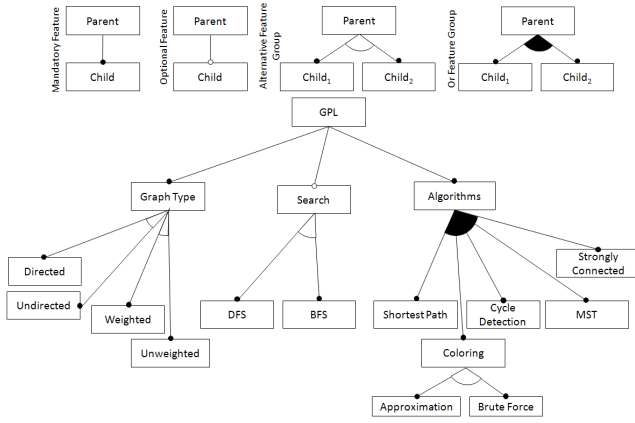 Mandatory Feature
Parent
Child
Optional Feature
Parent
Child
Alternative Feature
Group
Parent
Child1
Child2
Or Feature Group
Parent
Child1
Child2
GPL
Graph Type
Search
Algorithms
Directed
Undirected
Weighted
Unweighted
DFS
BFS
Shortest Path
Cycle
Detection
MST
Strongly
Connected
Coloring
Approximation
Brute Force